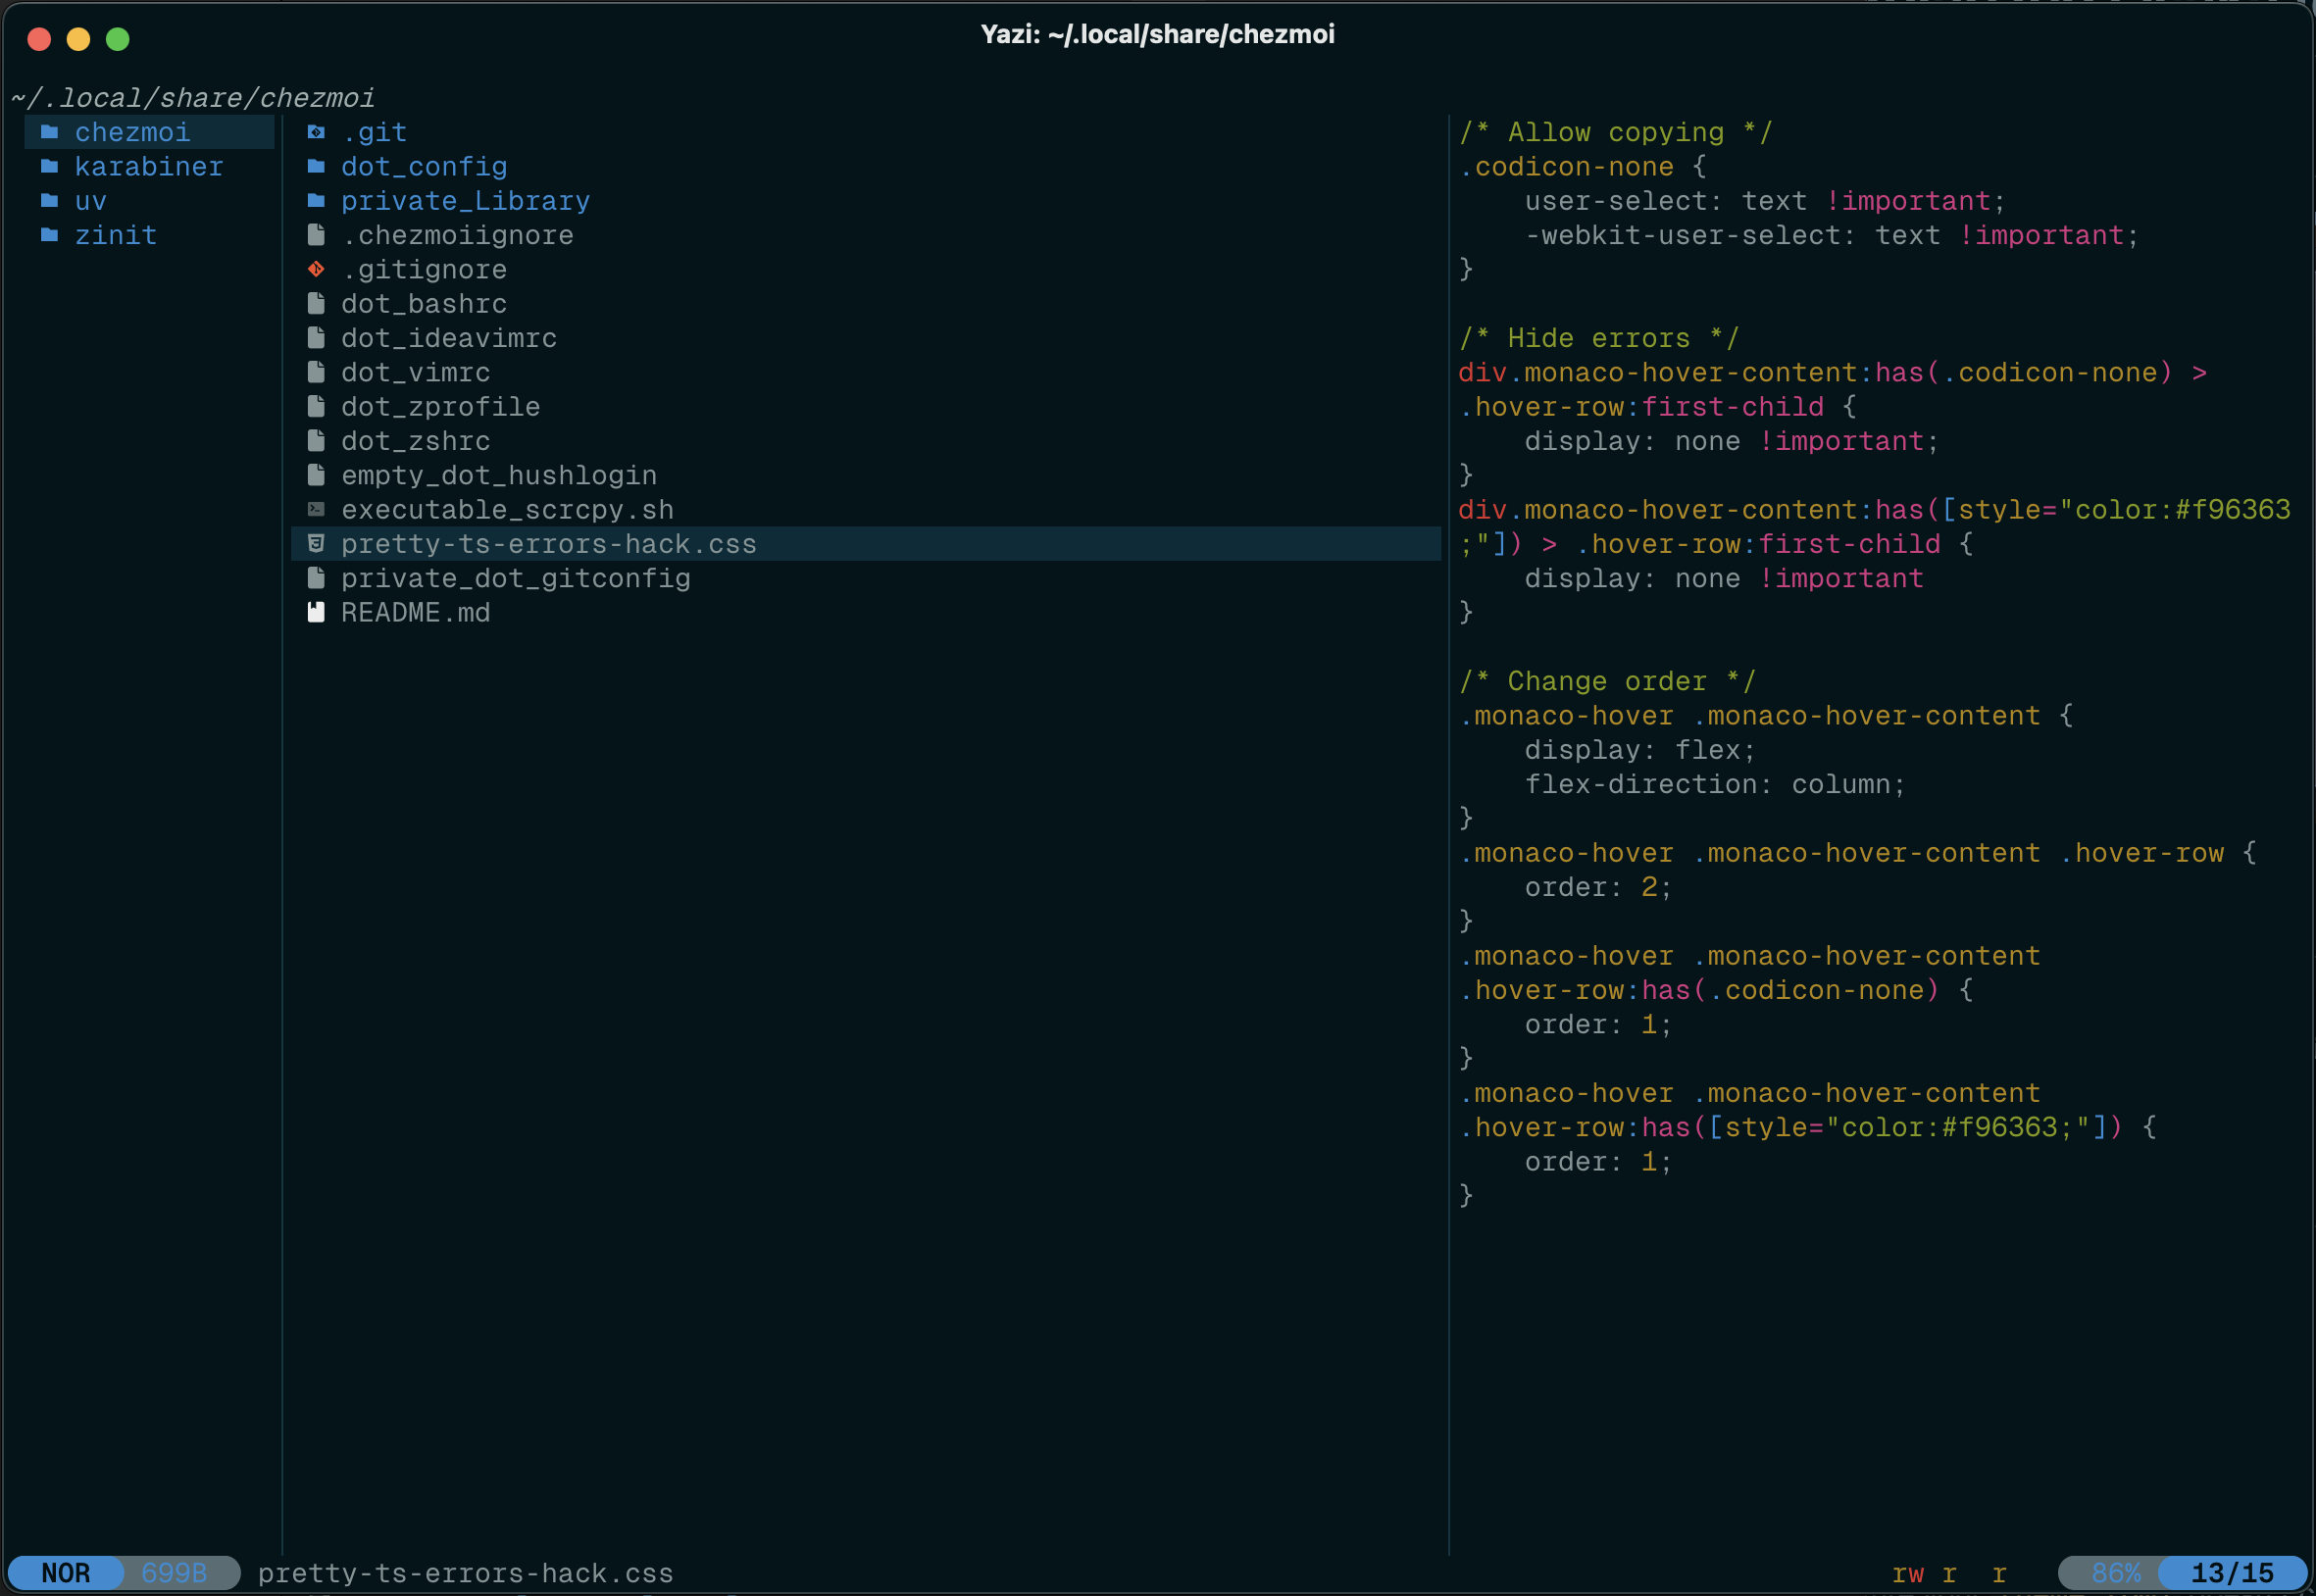 Yazi: ~/.local/share/chezmoi
~/.local/share/chezmoi
chezmoi
karabiner
uv
zinit
.git
dot_config
private_Library
.chezmoiignore
.gitignore
dot_bashrc
dot_ideavimrc
dot_vimrc
dot_zprofile
dot_zshrc
empty_dot_hushlogin
executable_scrcpy.sh
pretty-ts-errors-hack.css
private_dot_gitconfig
README.md
/* Allow copying */
.codicon-none {
    user-select: text !important;
    -webkit-user-select: text !important;
}

/* Hide errors */
div.monaco-hover-content:has(.codicon-none) >
.hover-row:first-child {
    display: none !important;
}
div.monaco-hover-content:has([style="color:#f96363
;"]) > .hover-row:first-child {
    display: none !important
}

/* Change order */
.monaco-hover .monaco-hover-content {
    display: flex;
    flex-direction: column;
}
.monaco-hover .monaco-hover-content .hover-row {
    order: 2;
}
.monaco-hover .monaco-hover-content
.hover-row:has(.codicon-none) {
    order: 1;
}
.monaco-hover .monaco-hover-content
.hover-row:has([style="color:#f96363;"]) {
    order: 1;
}
NOR 699B pretty-ts-errors-hack.css rw r  r 86% 13/15